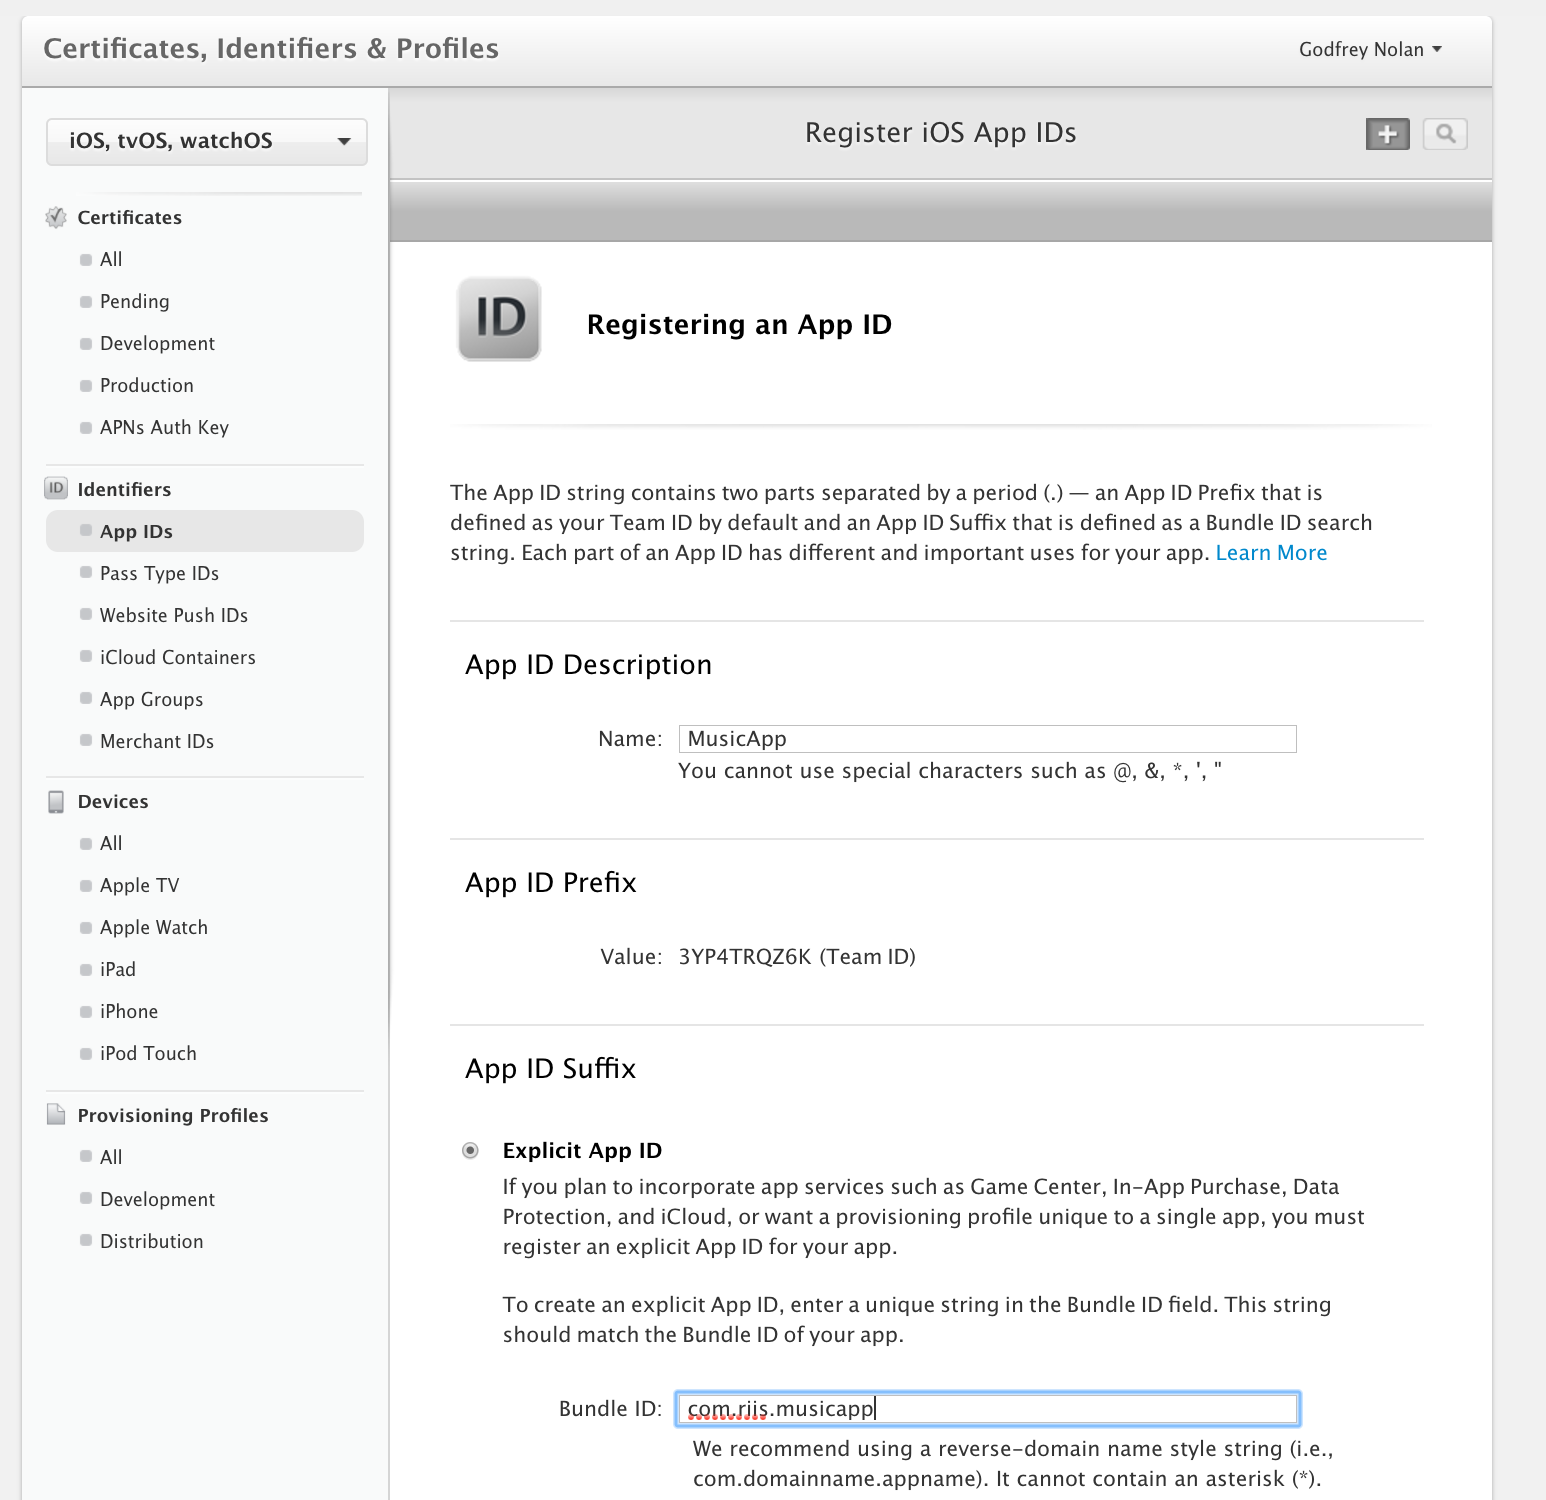 Certificates, Identifiers & Profiles
Godfrey Nolan
iOS, tvOS, watchOS
Certificates
All
Pending
Development
Production
APNs Auth Key
ID Identifiers
App IDs
Pass Type IDs
Website Push IDs
iCloud Containers
App Groups
Merchant IDs
Devices
All
Apple TV
Apple Watch
iPad
iPhone
iPod Touch
Provisioning Profiles
All
Development
Distribution
Register iOS App IDs
ID
Registering an App ID
The App ID string contains two parts separated by a period (.) — an App ID Prefix that is
defined as your Team ID by default and an App ID Suffix that is defined as a Bundle ID search
string. Each part of an App ID has different and important uses for your app. Learn More
App ID Description
Name: MusicApp
You cannot use special characters such as @, &, *, ', "
App ID Prefix
Value: 3YP4TRQZ6K (Team ID)
App ID Suffix
Explicit App ID
If you plan to incorporate app services such as Game Center, In-App Purchase, Data
Protection, and iCloud, or want a provisioning profile unique to a single app, you must
register an explicit App ID for your app.
To create an explicit App ID, enter a unique string in the Bundle ID field. This string
should match the Bundle ID of your app.
Bundle ID: com.riis.musicapp
We recommend using a reverse-domain name style string (i.e.,
com.domainname.appname). It cannot contain an asterisk (*).